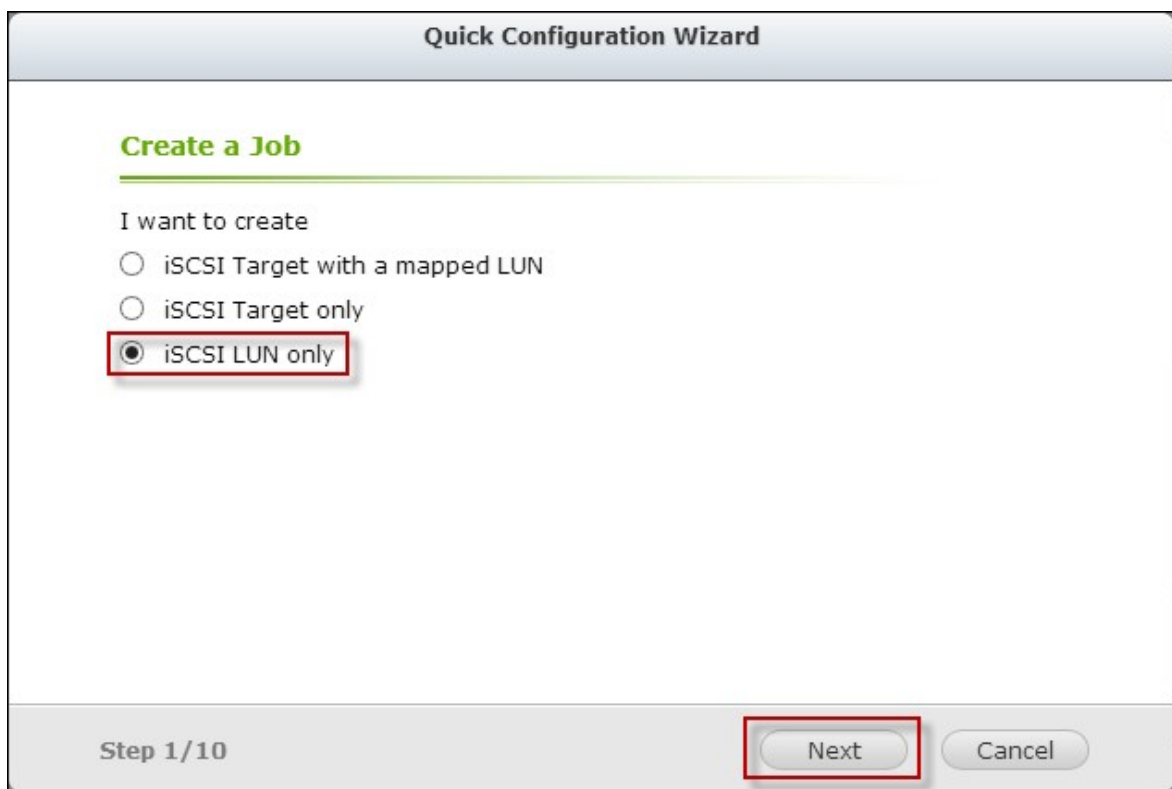 Quick Configuration Wizard
Create a Job
I want to create
iSCSI Target with a mapped LUN
iSCSI Target only
iSCSI LUN only
Step 1/10
Next
Cancel